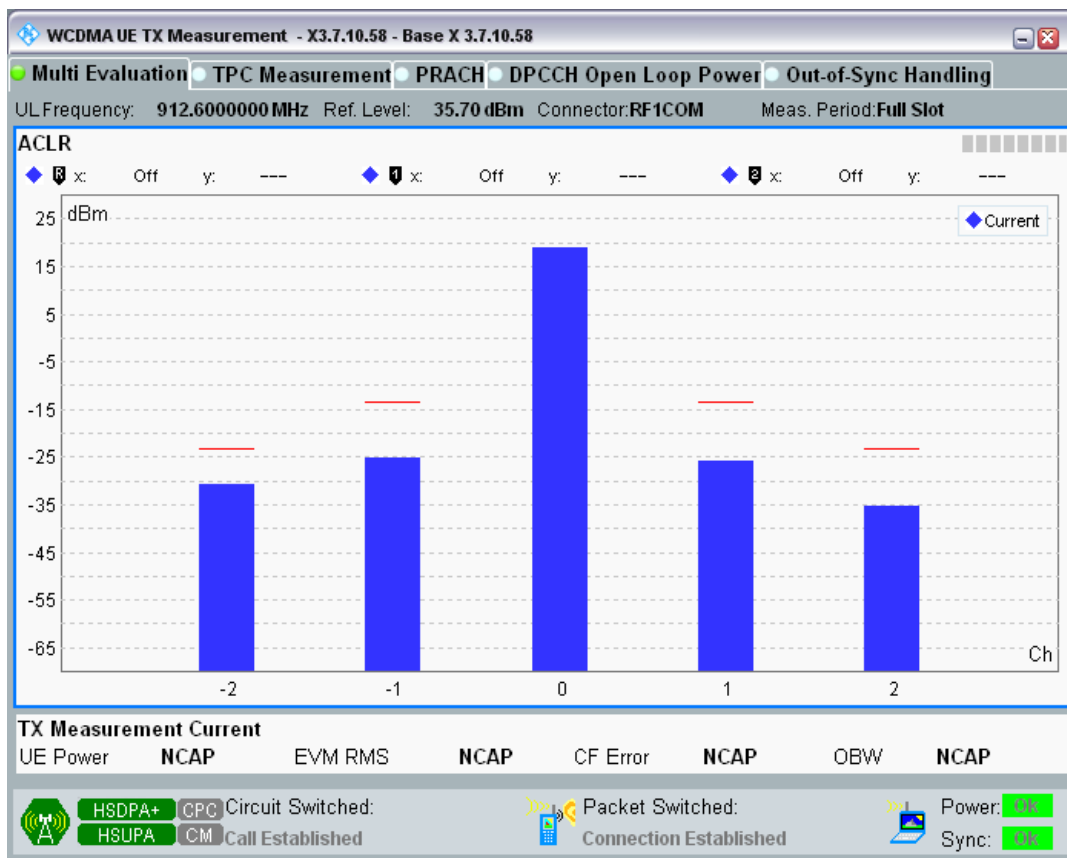 WCDMA UE TX Measurement - X3.7.10.58 - Base X 3.7.10.58
Multi Evaluation TPC Measurement PRACH DPCCH Open Loop Power Out-of-Sync Handling
UL Frequency: 912.6000000 MHz Ref. Level: 35.70 dBm Connector:RF1COM Meas. Period:Full Slot
ACLR
R x: Off y: --- 1 x: Off y: --- 2 x: Off y: ---
dBm
Current
25
15
5
-5
-15
-25
-35
-45
-55
-65
Ch
-2 -1 0 1 2
TX Measurement Current
UE Power NCAP EVM RMS NCAP CF Error NCAP OBW NCAP
HSDPA+ CPC Circuit Switched: Packet Switched: Power: Ok
HSUPA CM Call Established Connection Established Sync: Ok